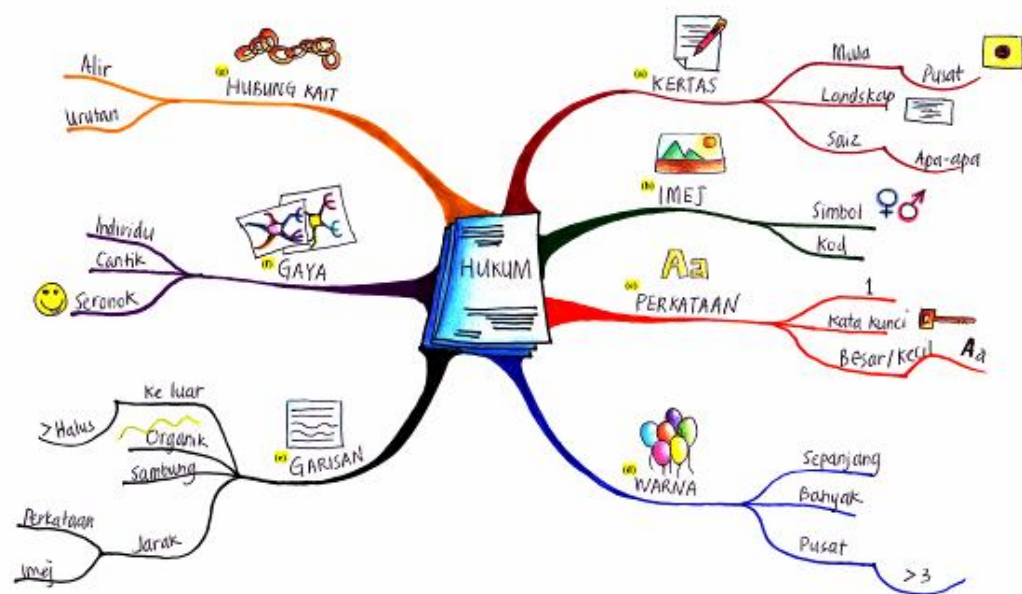 HUKUM
(a) KERTAS
Mula
Pusat
Landskap
Saiz
Apa-apa
(b) IMEJ
Simbol
Kod
Aa
(c) PERKATAAN
1
Kata kunci
Besar/kecil
Aa
(d) WARNA
Sepanjang
Banyak
Pusat
>3
(e) GARISAN
Ke luar
>Halus
Organik
Sambung
Jarak
Perkataan
Imej
(f) GAYA
Individu
Cantik
Seronok
(g) HUBUNG KAIT
Alir
Urutan